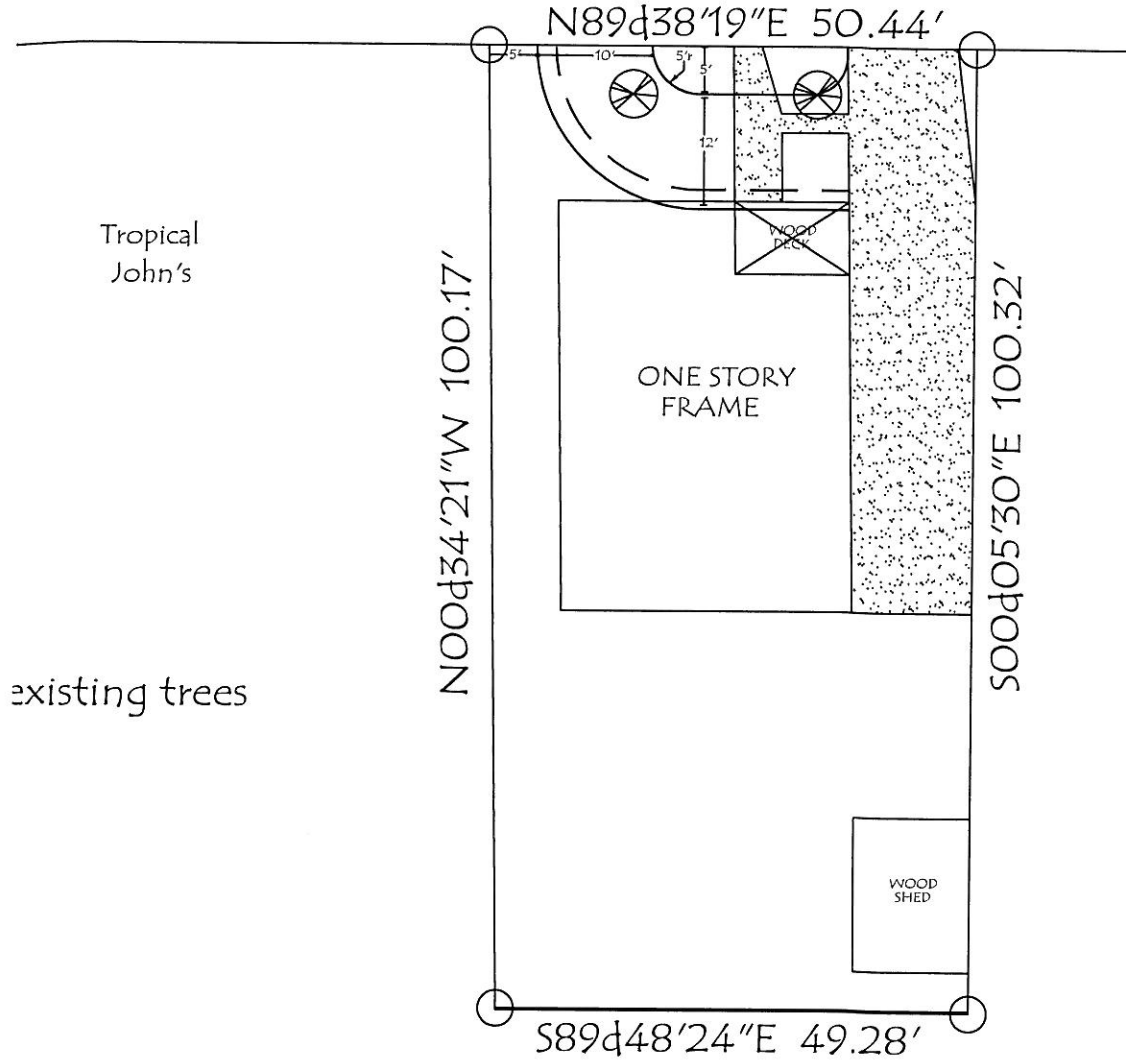 N89d38'19"E 50.44'
5'
10'
5'r
5'
12'
Tropical
John's
WOOD
DECK
N00d34'21"W 100.17'
S00d05'30"E 100.32'
ONE STORY
FRAME
existing trees
WOOD
SHED
S89d48'24"E 49.28'